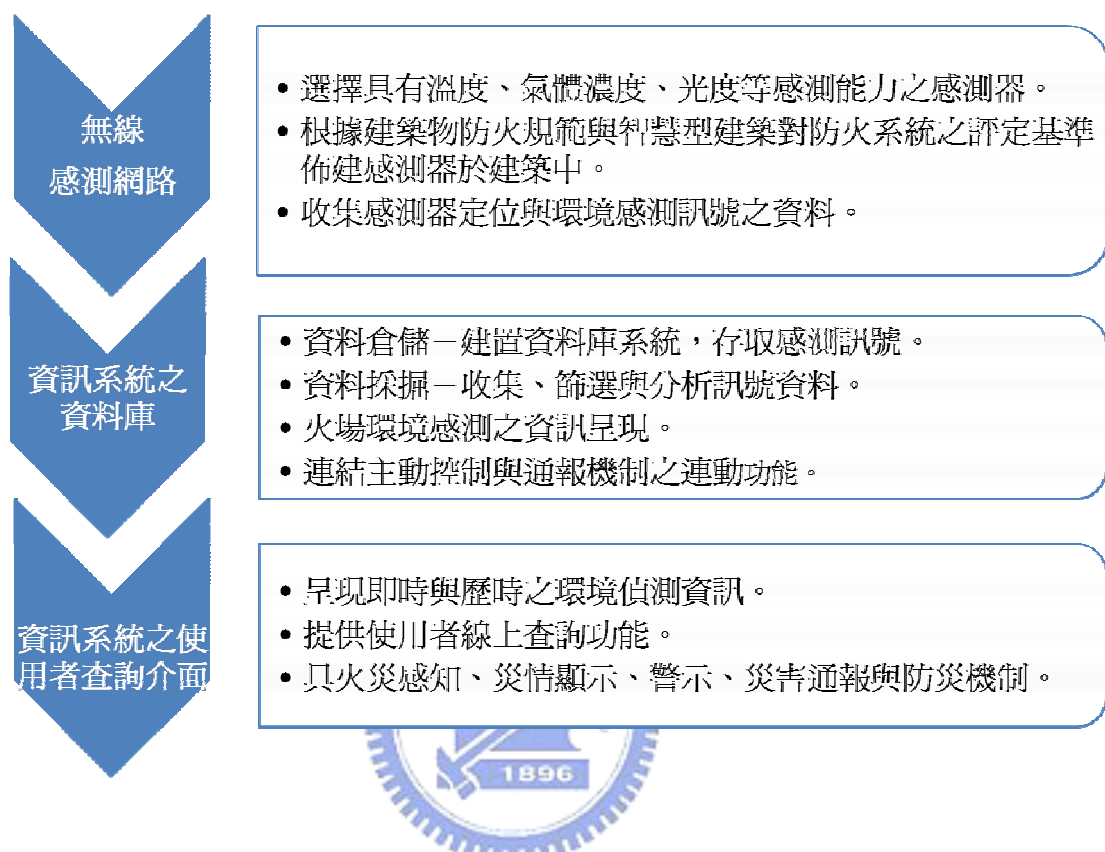 無線
感測網路
• 選擇具有溫度、氣體濃度、光度等感測能力之感測器。
• 根據建築物防火規範與智慧型建築對防火系統之評定基準
佈建感測器於建築中。
• 收集感測器定位與環境感測訊號之資料。
資訊系統之
資料庫
• 資料倉儲－建置資料庫系統，存取感測訊號。
• 資料採掘－收集、篩選與分析訊號資料。
• 火場環境感測之資訊呈現。
• 連結主動控制與通報機制之連動功能。
資訊系統之使
用者查詢介面
• 呈現即時與歷時之環境偵測資訊。
• 提供使用者線上查詢功能。
• 具火災感知、災情顯示、警示、災害通報與防災機制。
1896